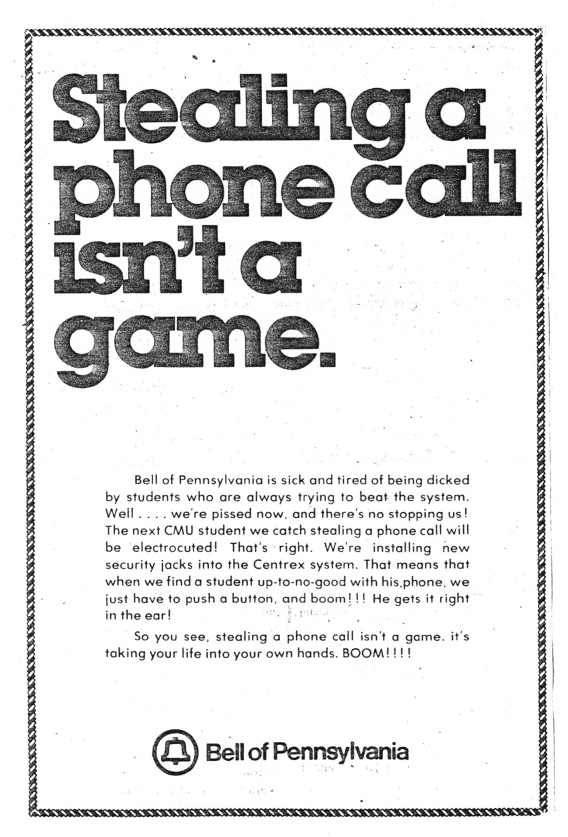 Stealing a
phone call
isn't a
game.
Bell of Pennsylvania is sick and tired of being dicked
by students who are always trying to beat the system.
Well . . . . we're pissed now, and there's no stopping us!
The next CMU student we catch stealing a phone call will
be electrocuted! That's right. We're installing new
security jacks into the Centrex system. That means that
when we find a student up-to-no-good with his phone, we
just have to push a button, and boom!!! He gets it right
in the ear!
So you see, stealing a phone call isn't a game. it's
taking your life into your own hands. BOOM!!!!
Bell of Pennsylvania